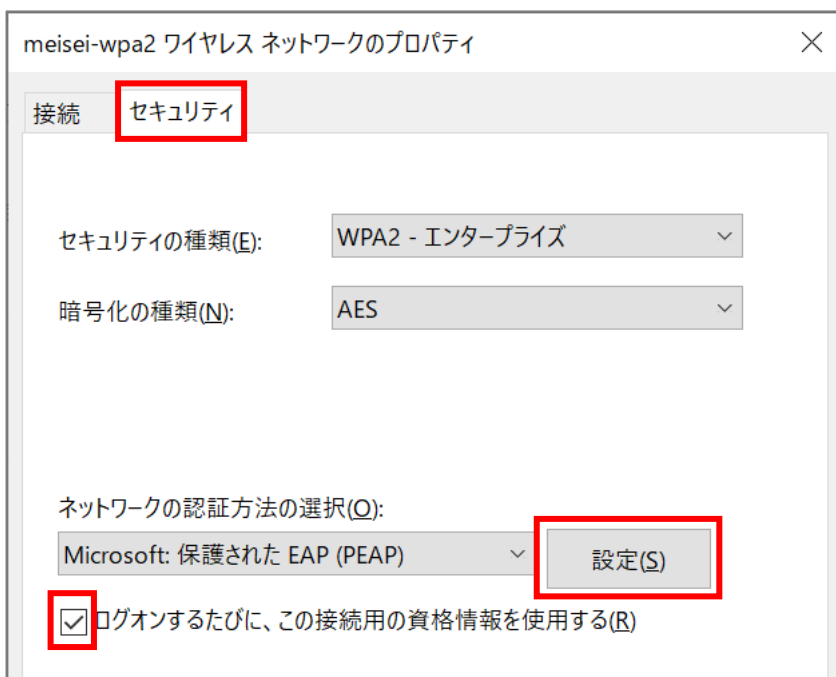 meisei-wpa2 ワイヤレス ネットワークのプロパティ
接続 セキュリティ
セキュリティの種類(E): WPA2 - エンタープライズ
暗号化の種類(N): AES
ネットワークの認証方法の選択(O):
Microsoft: 保護された EAP (PEAP) 設定(S)
ログオンするたびに、この接続用の資格情報を使用する(R)